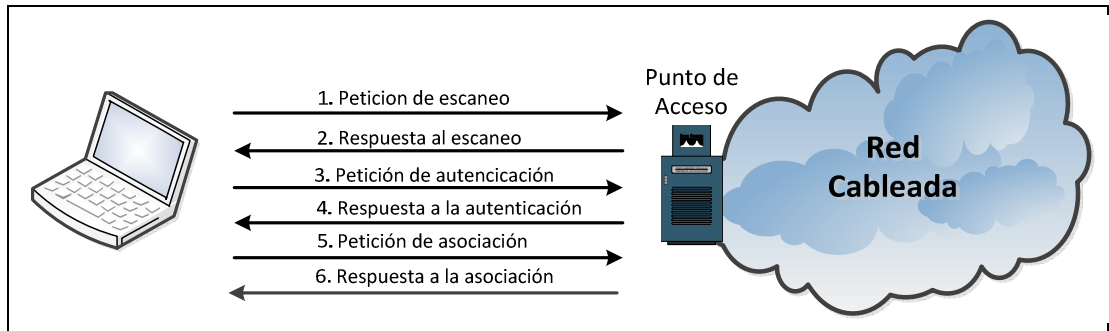 1. Peticion de escaneo
2. Respuesta al escaneo
3. Petición de autencicación
4. Respuesta a la autenticación
5. Petición de asociación
6. Respuesta a la asociación
Punto de
Acceso
Red
Cableada